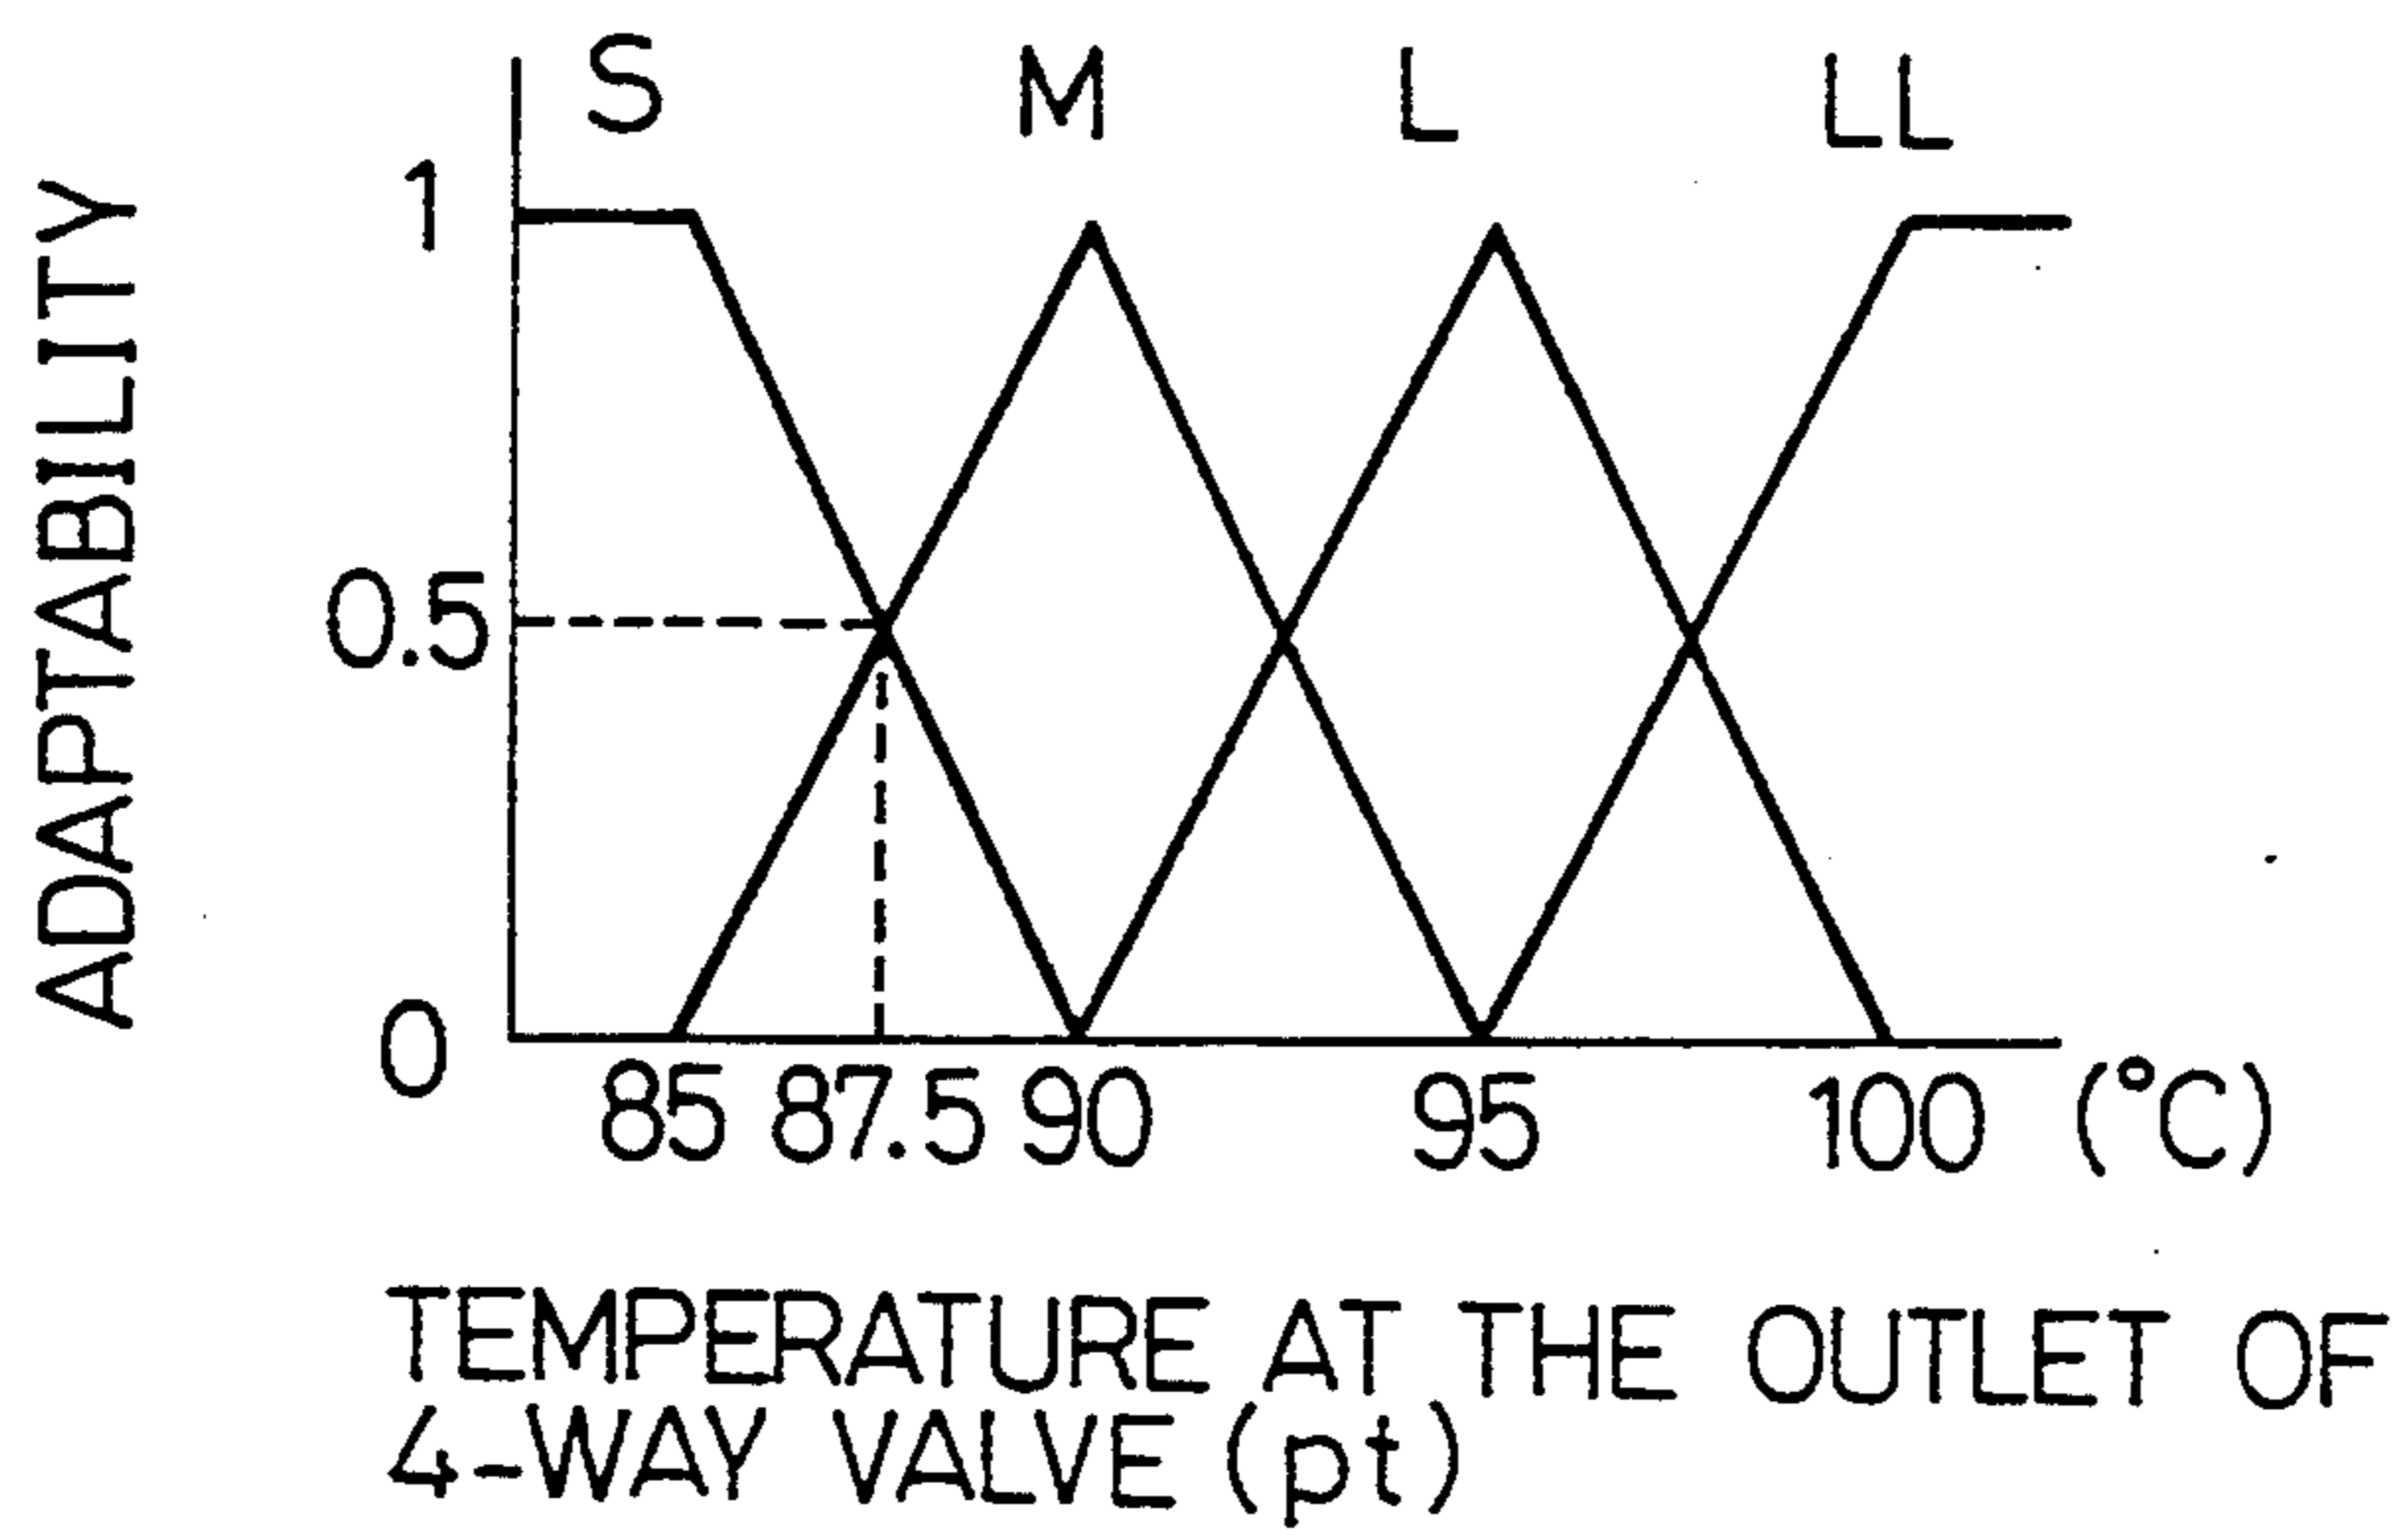 S M L LL
1
ADAPTABILITY
0.5
0
85 87.5 90 95 100 (°C)
TEMPERATURE AT THE OUTLET OF
4-WAY VALVE (pt)